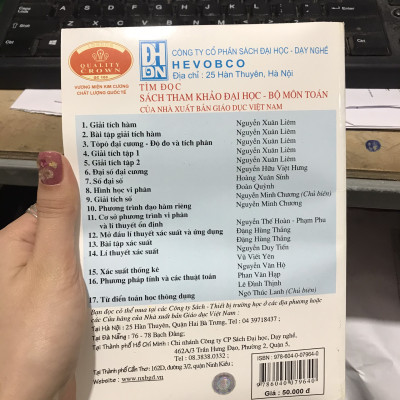 CÔNG TY CỔ PHẦN SÁCH ĐẠI HỌC - DẠY NGHỀ
HEVOBCO
Địa chỉ : 25 Hàn Thuyên, Hà Nội
QUALITY
CROWN
VƯƠNG MIỆN KIM CƯƠNG
CHẤT LƯỢNG QUỐC TẾ
TÌM ĐỌC
SÁCH THAM KHẢO ĐẠI HỌC - BỘ MÔN TOÁN
CỦA NHÀ XUẤT BẢN GIÁO DỤC VIỆT NAM
1. Giải tích hàm Nguyễn Xuân Liêm
2. Bài tập giải tích hàm Nguyễn Xuân Liêm
3. Tôpô đại cương - Độ đo và tích phân Nguyễn Xuân Liêm
4. Giải tích tập 1 Nguyễn Xuân Liêm
5. Giải tích tập 2 Nguyễn Xuân Liêm
6. Đại số đại cương Nguyễn Hữu Việt Hưng
7. Số đại số Hoàng Xuân Sính
8. Hình học vi phân Đoàn Quỳnh
9. Giải tích số Nguyễn Minh Chương (Chủ biên)
10. Phương trình đạo hàm riêng Nguyễn Minh Chương
11. Cơ sở phương trình vi phân
và lí thuyết ổn định Nguyễn Thế Hoàn - Phạm Phu
12. Mở đầu lí thuyết xác suất và ứng dụng Đặng Hùng Thắng
13. Bài tập xác suất Đặng Hùng Thắng
14. Lí thuyết xác suất Nguyễn Duy Tiến
Vũ Viết Yên
15. Xác suất thống kê Nguyễn Văn Hộ
16. Phương pháp tính và các thuật toán Phan Văn Hạp
Lê Đình Thịnh
17. Từ điển toán học thông dụng Ngô Thúc Lanh (Chủ biên)
Bạn đọc có thể mua tại các Công ty Sách - Thiết bị trường học ở các địa phương hoặc
các Cửa hàng của Nhà xuất bản Giáo dục Việt Nam :
Tại Hà Nội : 25 Hàn Thuyên, Quận Hai Bà Trưng, Tel : 04 39718437 ;
Tại Đà Nẵng : 76 - 78 Bạch Đằng;
Tại Thành phố Hồ Chí Minh : Chi nhánh Công ty CP Sách Đại học, Dạy nghề,
462A/3 Trần Hưng Đạo, Phường 2, Quận 5,
Tel : 08.3838.0332 ;
Tại Thành phố Cần Thơ: 162D, đường 3/2, quận Ninh Kiều ;
Website : www.nxbgd.vn
ISBN 978-604-0-07964-0
9786040079640
Giá : 50.000 đ